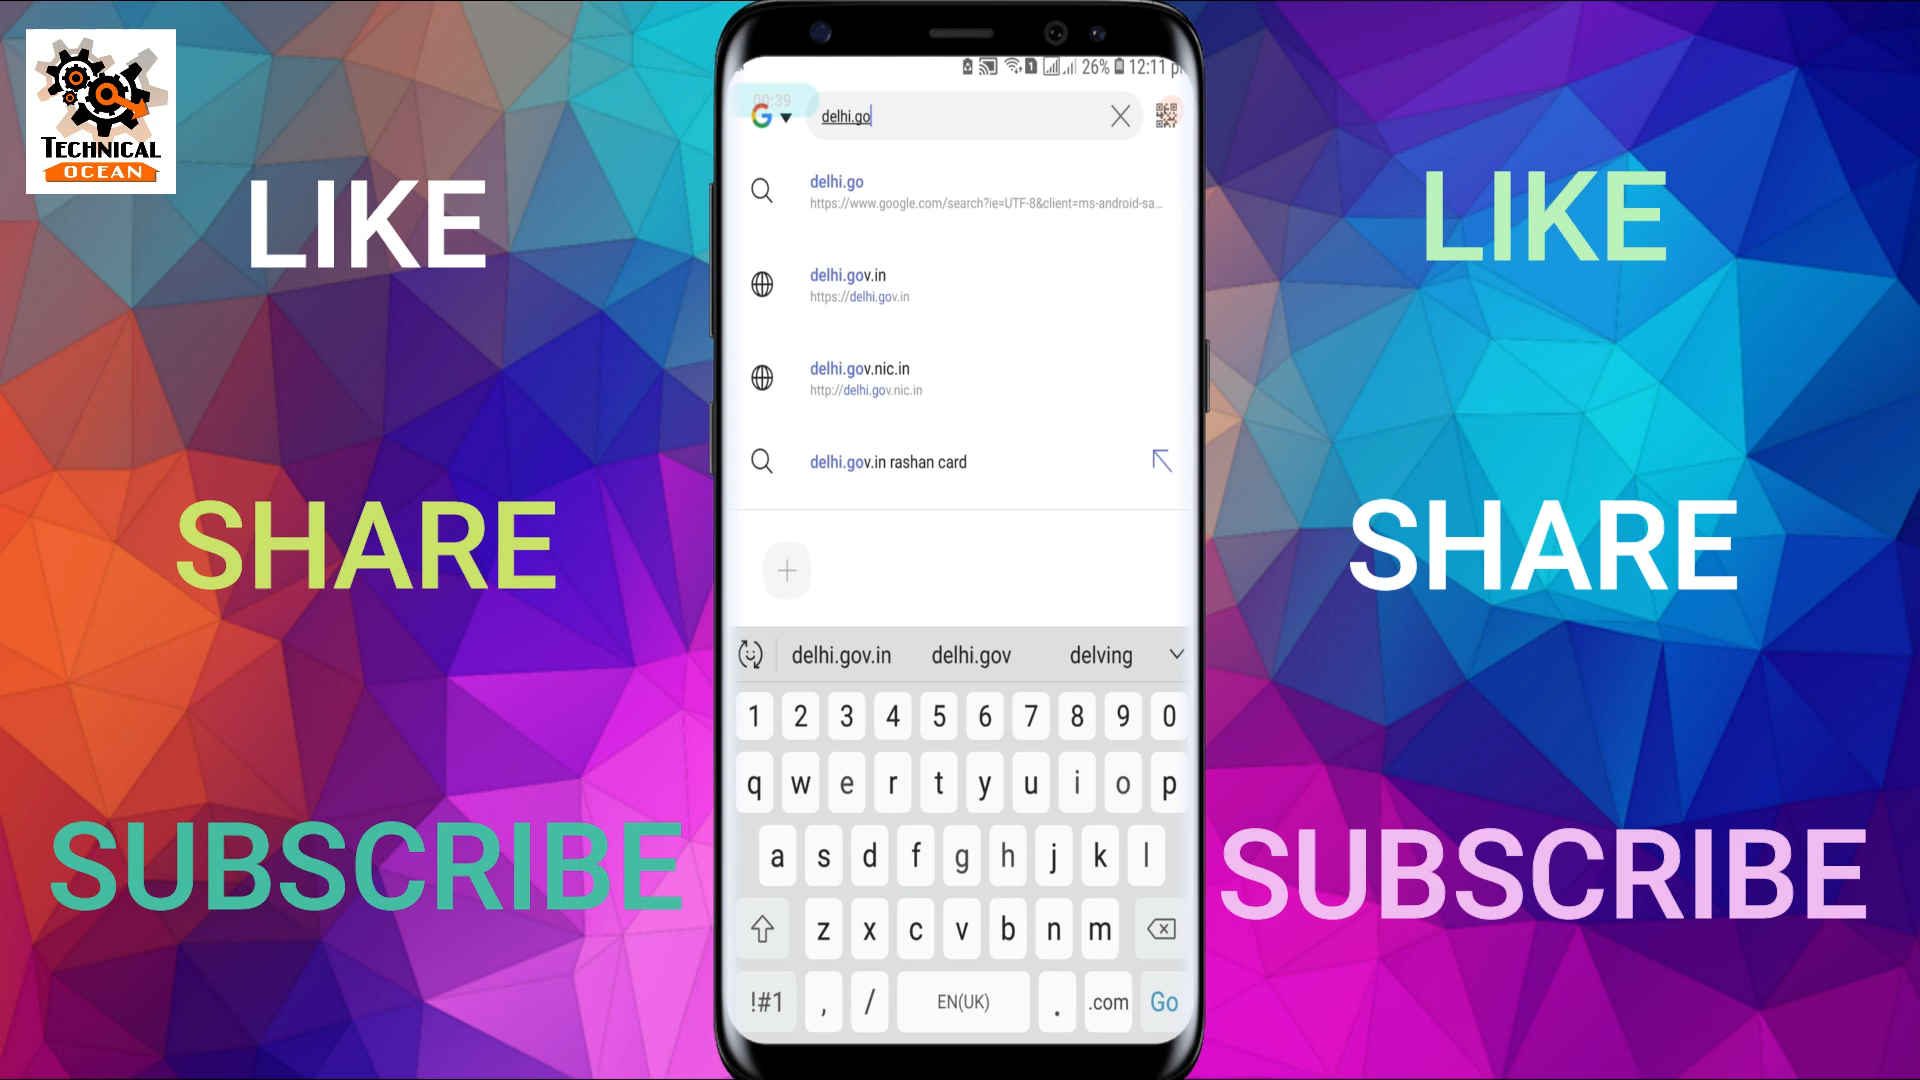 TECHNICAL
OCEAN
LIKE
SHARE
SUBSCRIBE
26% 12:11 p
00:39
delhi.go
delhi.go
https://www.google.com/search?ie=UTF-8&client=ms-android-sa...
delhi.gov.in
https://delhi.gov.in
delhi.gov.nic.in
http://delhi.gov.nic.in
delhi.gov.in rashan card
delhi.gov.in delhi.gov delving
1 2 3 4 5 6 7 8 9 0
q w e r t y u i o p
a s d f g h j k l
z x c v b n m
!#1 , / EN(UK) . .com Go
LIKE
SHARE
SUBSCRIBE